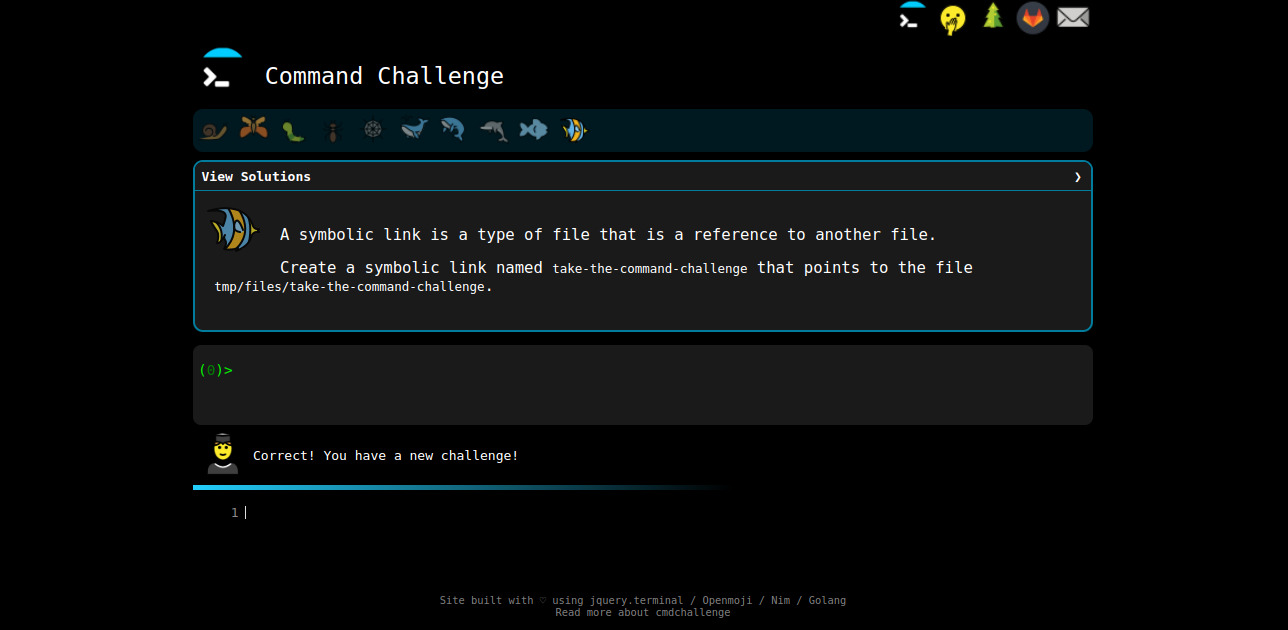 Command Challenge
View Solutions ❯
A symbolic link is a type of file that is a reference to another file.
Create a symbolic link named take-the-command-challenge that points to the file
tmp/files/take-the-command-challenge.
(0)>
Correct! You have a new challenge!
1
Site built with ♡ using jquery.terminal / Openmoji / Nim / Golang
Read more about cmdchallenge